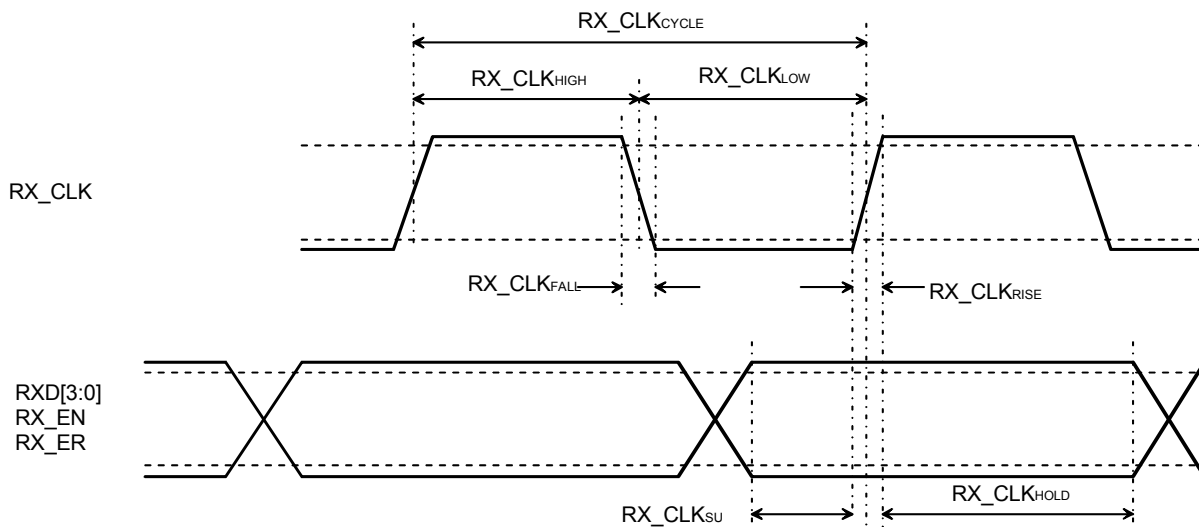 RX_CLKCYCLE
RX_CLKHIGH
RX_CLKLOW
RX_CLK
RX_CLKFALL
RX_CLKRISE
RXD[3:0]
RX_EN
RX_ER
RX_CLKHOLD
RX_CLKSU